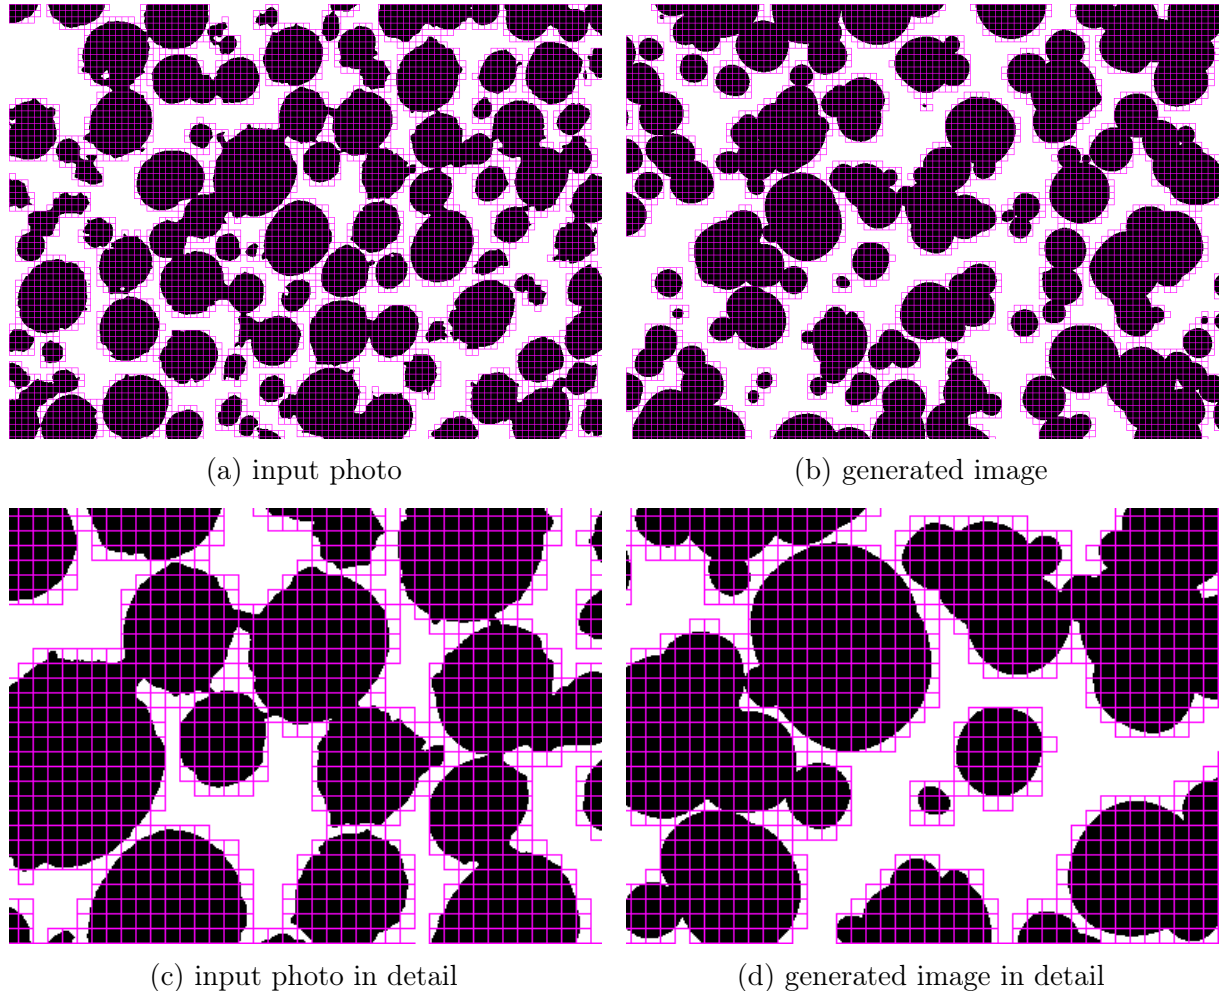 (a) input photo
(b) generated image
(c) input photo in detail
(d) generated image in detail